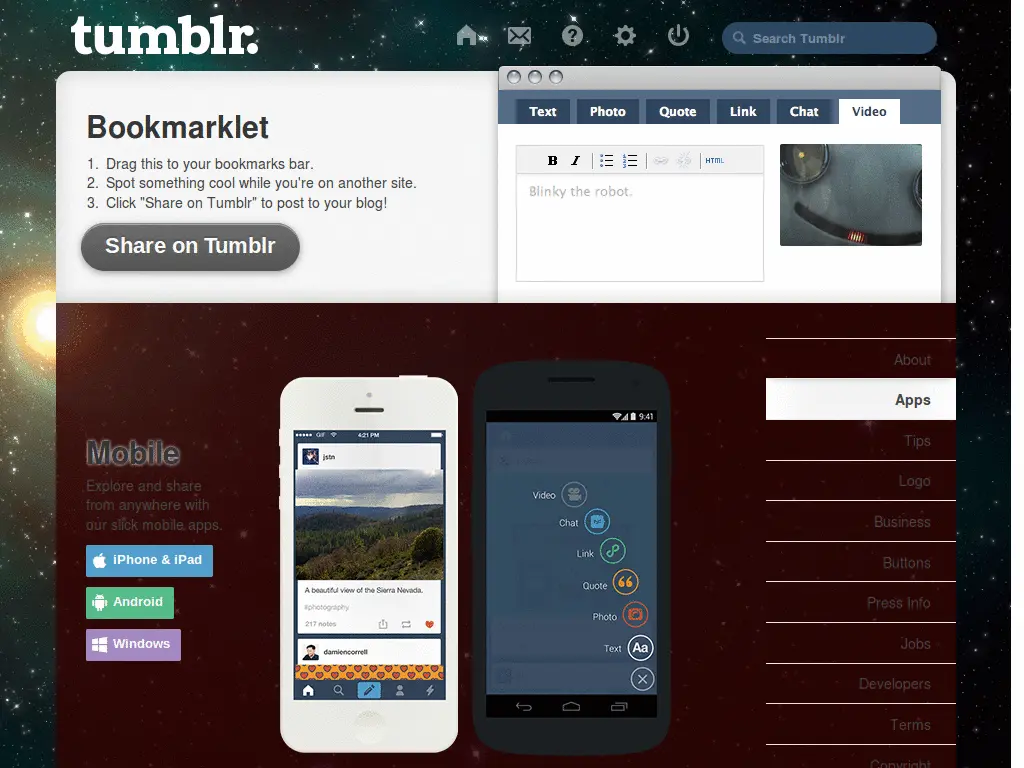 tumblr.
Search Tumblr
Bookmarklet
1. Drag this to your bookmarks bar.
2. Spot something cool while you're on another site.
3. Click "Share on Tumblr" to post to your blog!
Share on Tumblr
Text Photo Quote Link Chat Video
B I HTML
Blinky the robot.
Mobile
Explore and share
from anywhere with
our slick mobile apps.
iPhone & iPad
Android
Windows
GIF 4:21 PM
jstn
A beautiful view of the Sierra Nevada.
#photography
217 notes
damiencorrell
9:41
Video
Chat
Link
Quote
Photo
Text Aa
About
Apps
Tips
Logo
Business
Buttons
Press Info
Jobs
Developers
Terms
Copyright